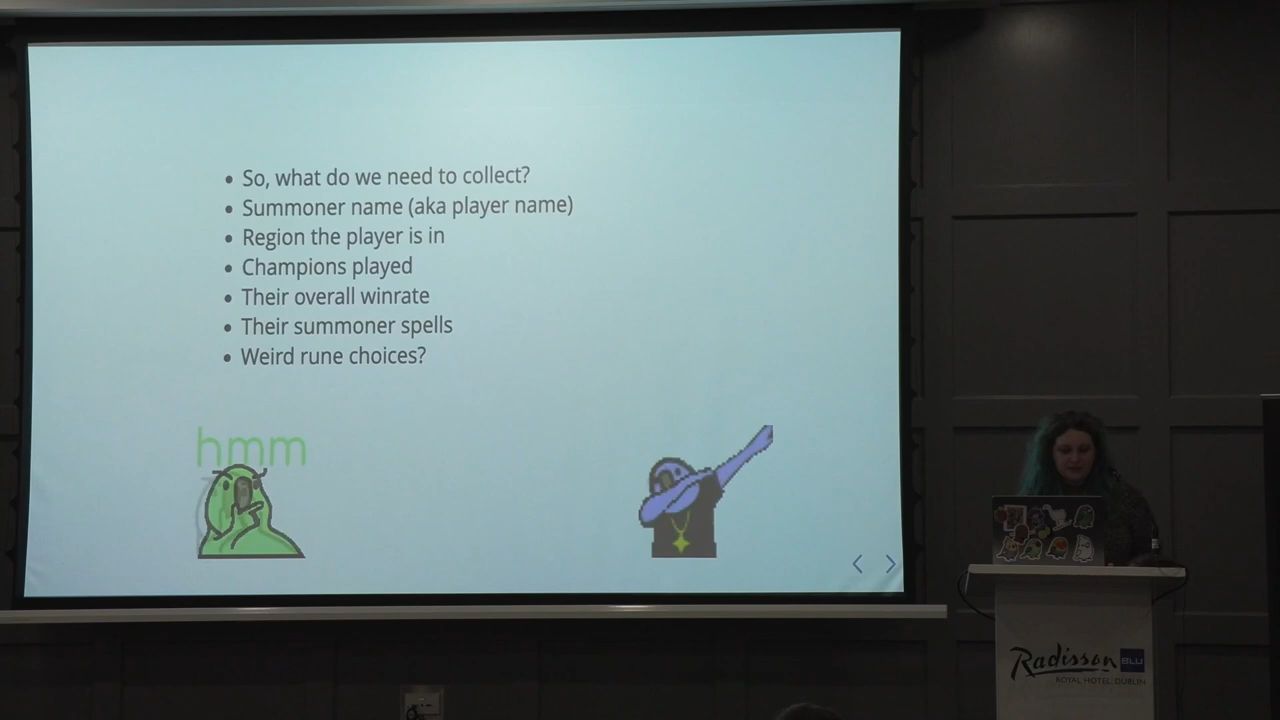 So, what do we need to collect?
Summoner name (aka player name)
Region the player is in
Champions played
Their overall winrate
Their summoner spells
Weird rune choices?
hmm
Radisson BLU
ROYAL HOTEL, DUBLIN